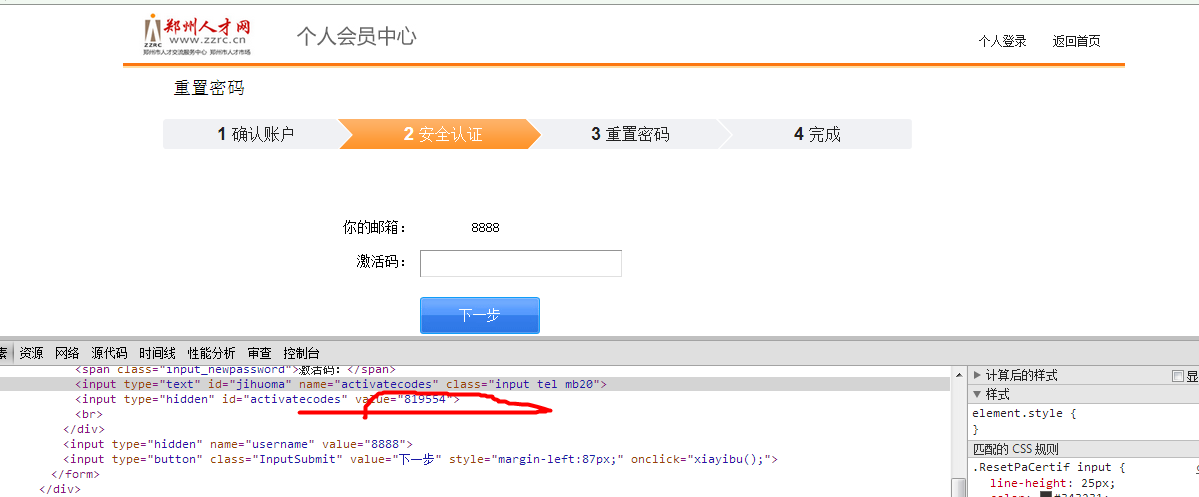 郑州人才网
ZZRC www.zzrc.cn
郑州市人才交流服务中心 郑州市人才市场
个人会员中心
个人登录 返回首页
重置密码
1 确认账户 2 安全认证 3 重置密码 4 完成
你的邮箱: 8888
激活码:
下一步
素 资源 网络 源代码 时间线 性能分析 审查 控制台
<span class="input_newpassword">激活码：</span>
<input type="text" id="jihuoma" name="activatecodes" class="input tel mb20">
<input type="hidden" id="activatecodes" value="819554">
<br>
</div>
<input type="hidden" name="username" value="8888">
<input type="button" class="InputSubmit" value="下一步" style="margin-left:87px;" onclick="xiayibu();">
</form>
</div>
计算后的样式 显
样式
element.style {
}
匹配的 CSS 规则
.ResetPaCertif input {
line-height: 25px;